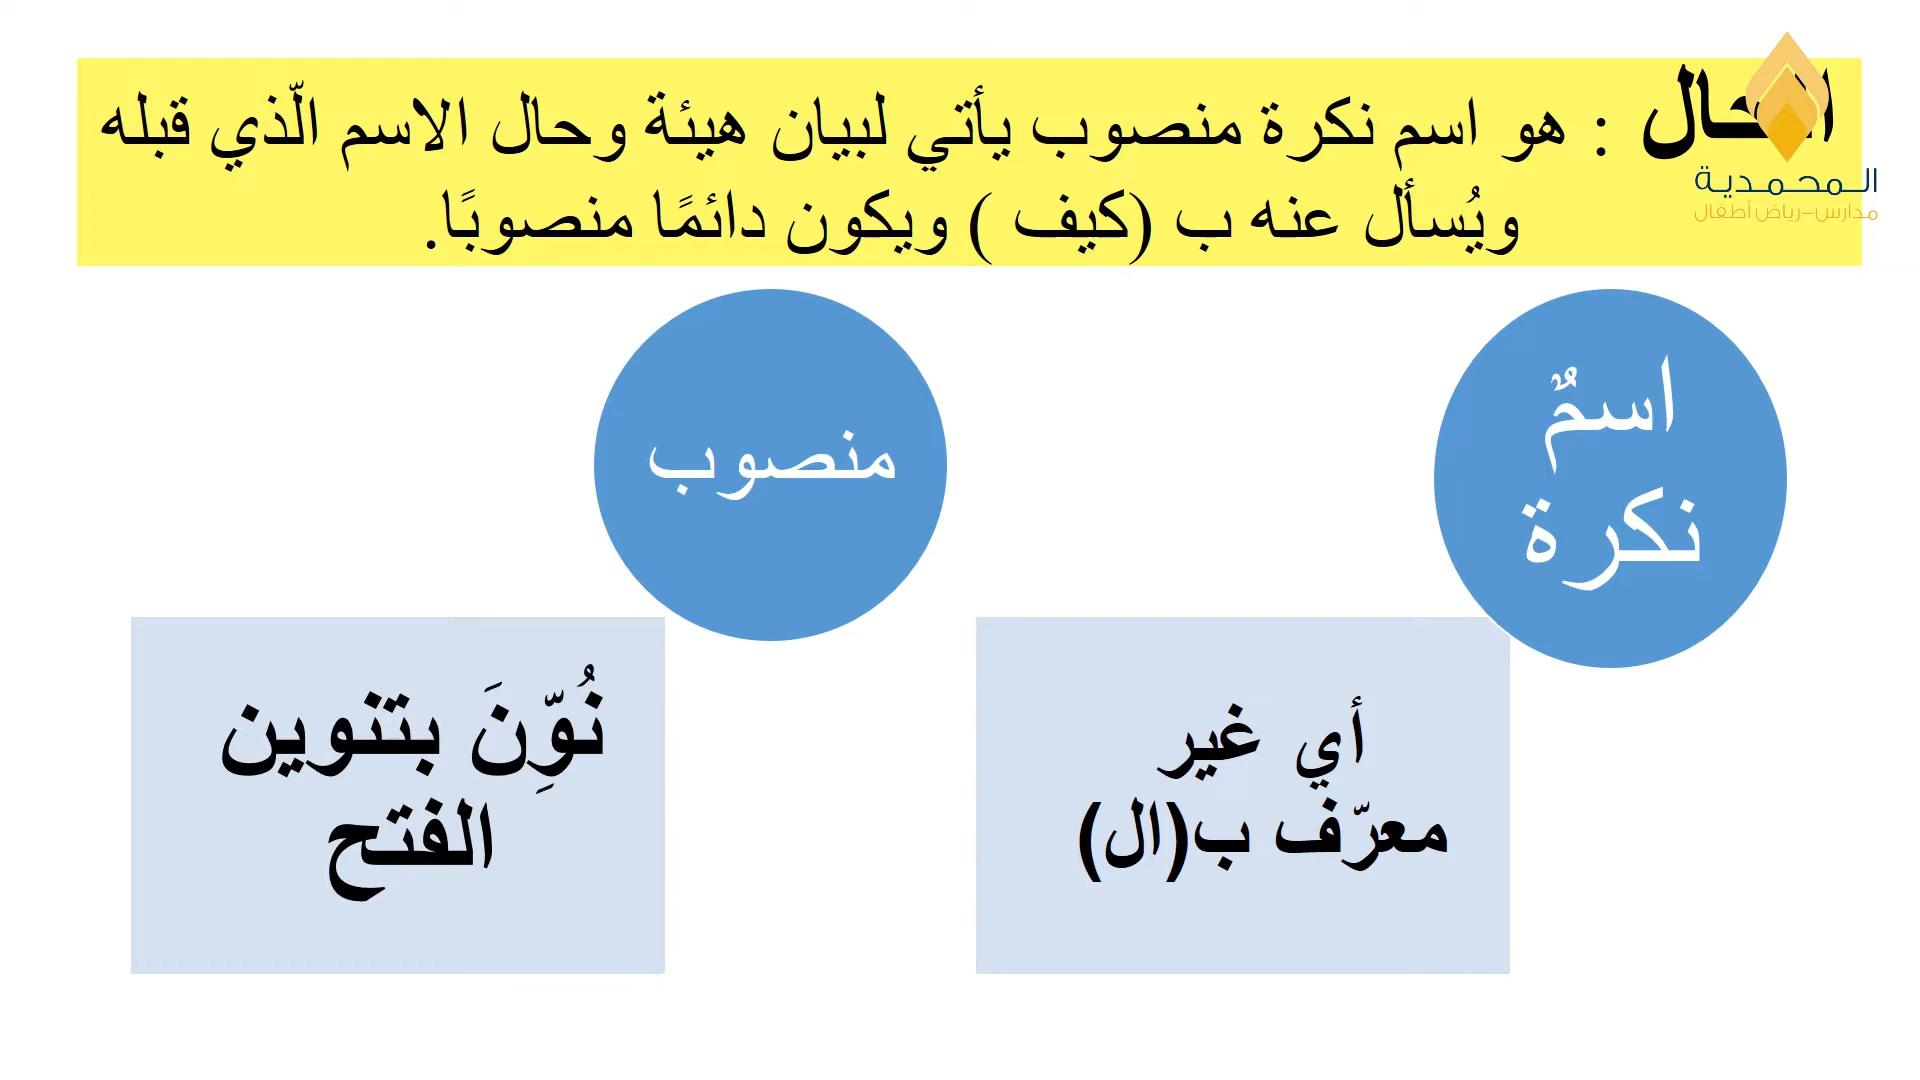 الحال : هو اسم نكرة منصوب يأتي لبيان هيئة وحال الاسم الّذي قبله
ويُسأل عنه ب (كيف ) ويكون دائمًا منصوبًا.
المحمدية
مدارس-رياض أطفال
اسمٌ
نكرة
منصوب
أي غير
معرّف ب(ال)
نُوِّنَ بتنوين
الفتح